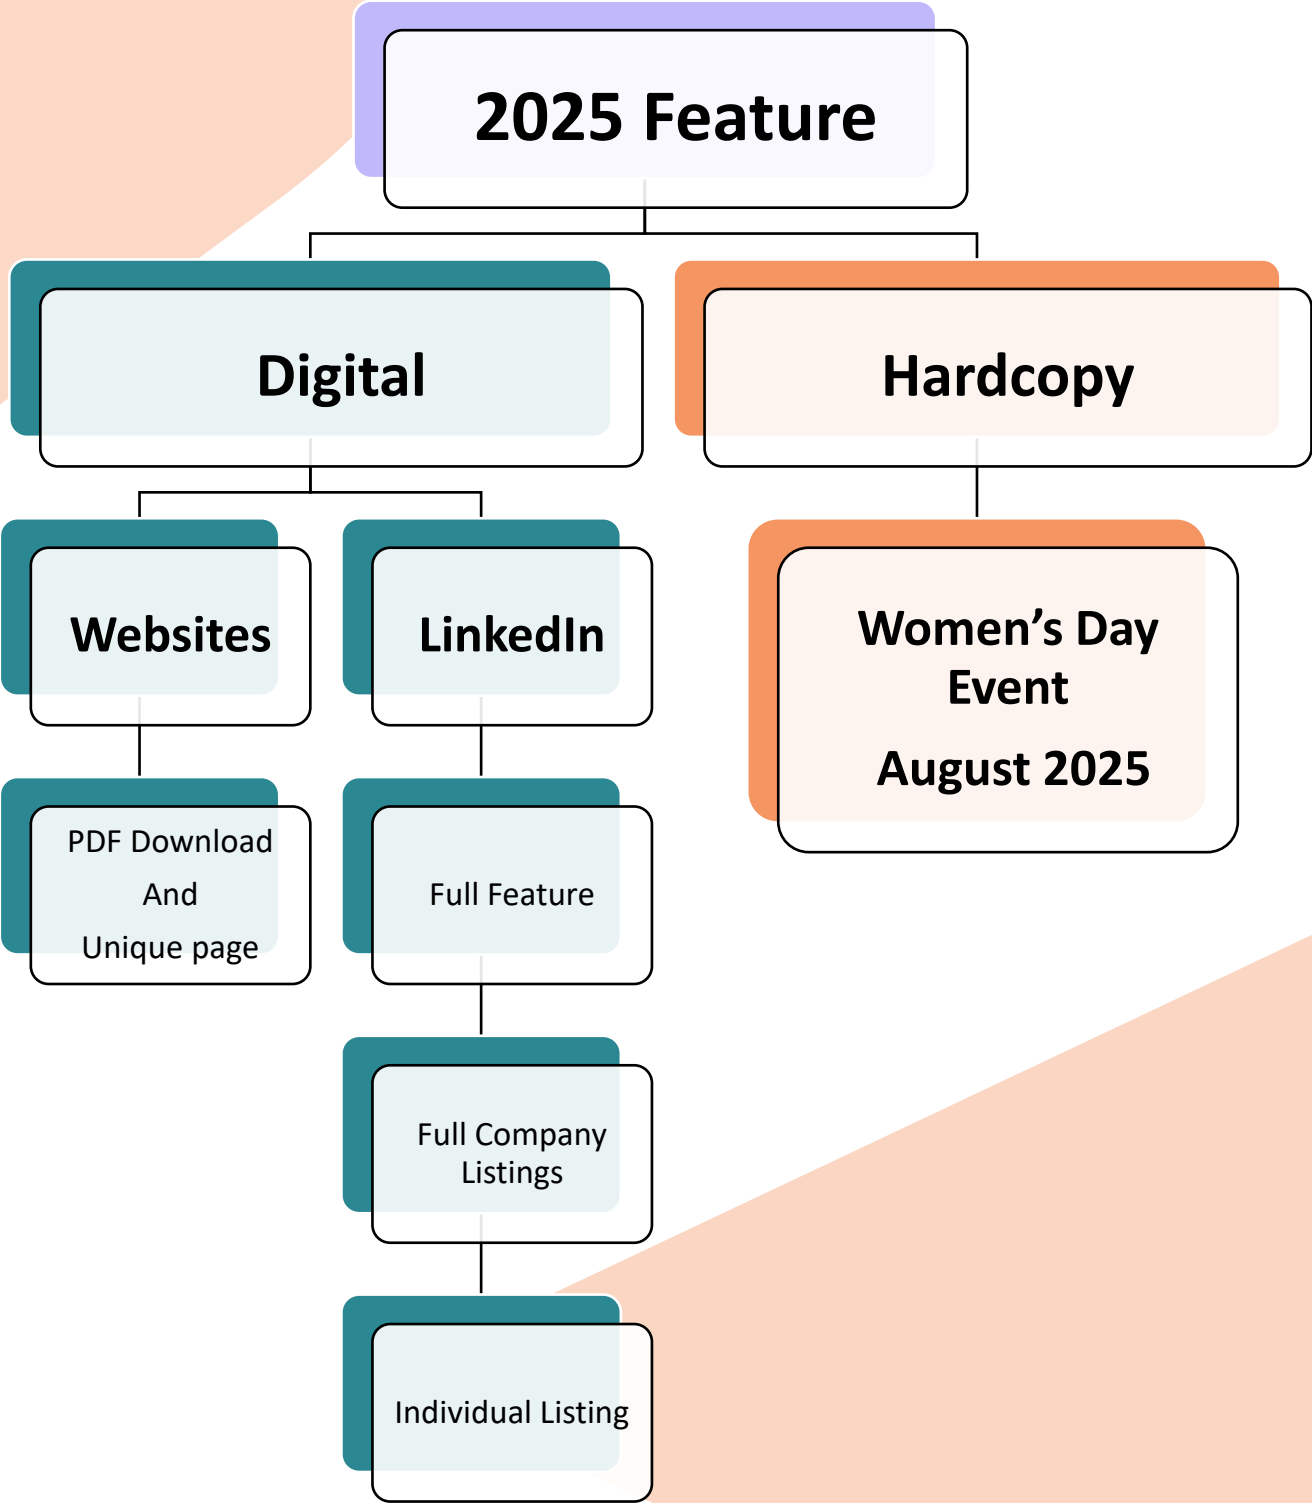 2025 Feature
Digital
Hardcopy
Websites
LinkedIn
Women’s Day
Event
August 2025
PDF Download
And
Unique page
Full Feature
Full Company
Listings
Individual Listing